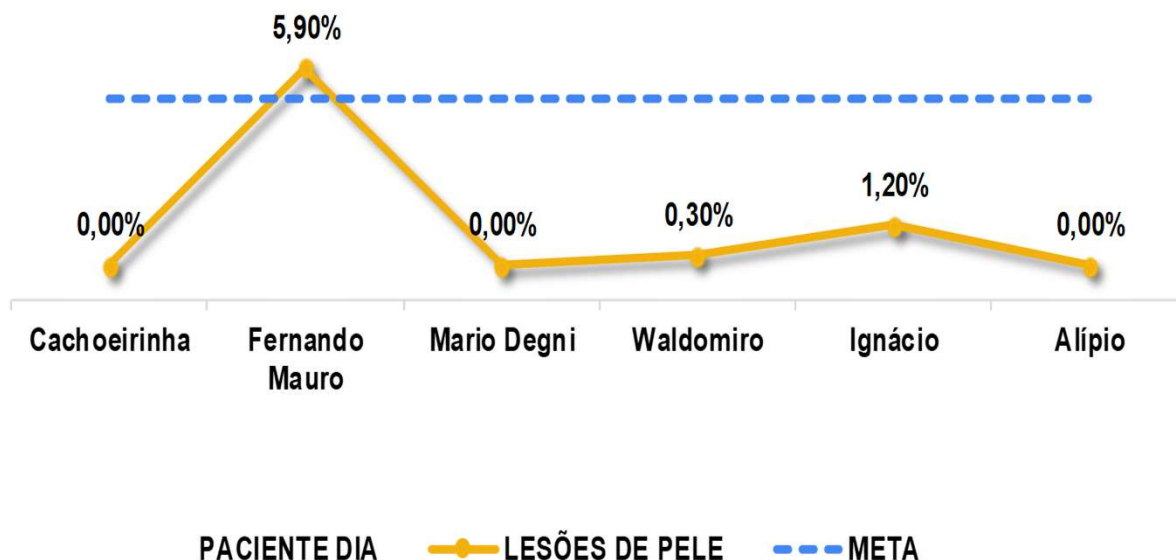 5,90%
0,00%
0,00%
0,30%
1,20%
0,00%
Cachoeirinha
Fernando
Mauro
Mario Degni
Waldomiro
Ignácio
Alípio
PACIENTE DIA
LESÕES DE PELE
META